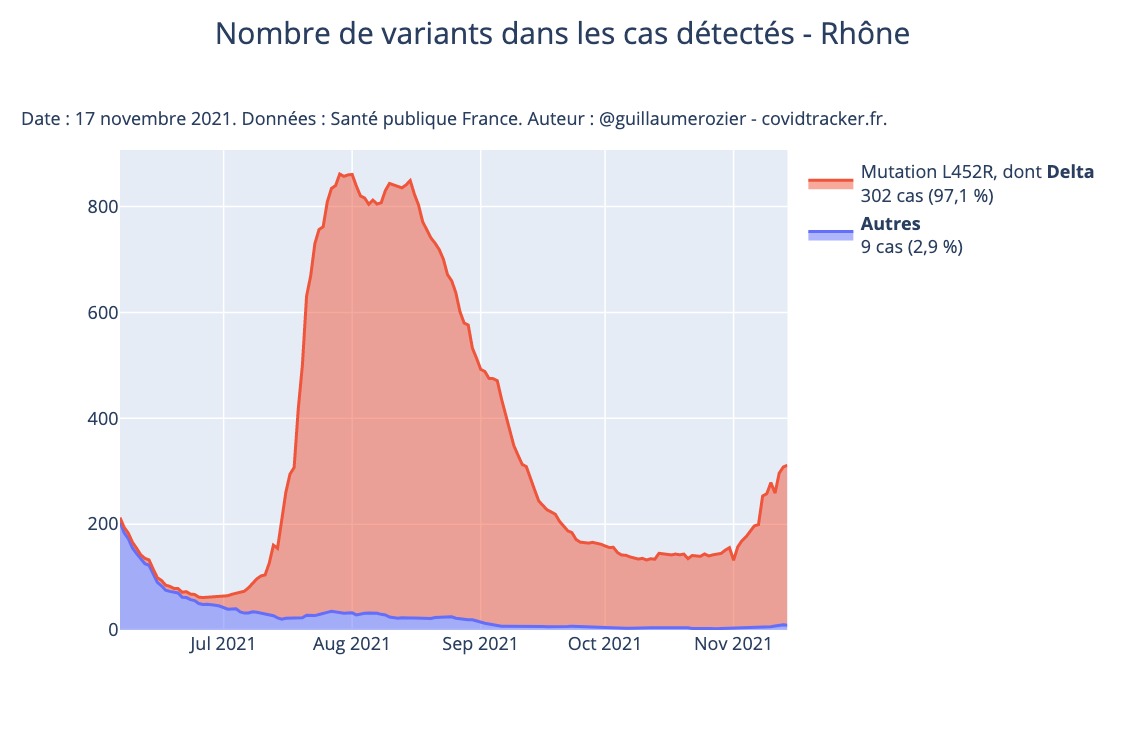 Nombre de variants dans les cas détectés - Rhône
Date : 17 novembre 2021. Données : Santé publique France. Auteur : @guillaumerozier - covidtracker.fr.
Mutation L452R, dont Delta
302 cas (97,1 %)
Autres
9 cas (2,9 %)
800
600
400
200
0
Jul 2021 Aug 2021 Sep 2021 Oct 2021 Nov 2021